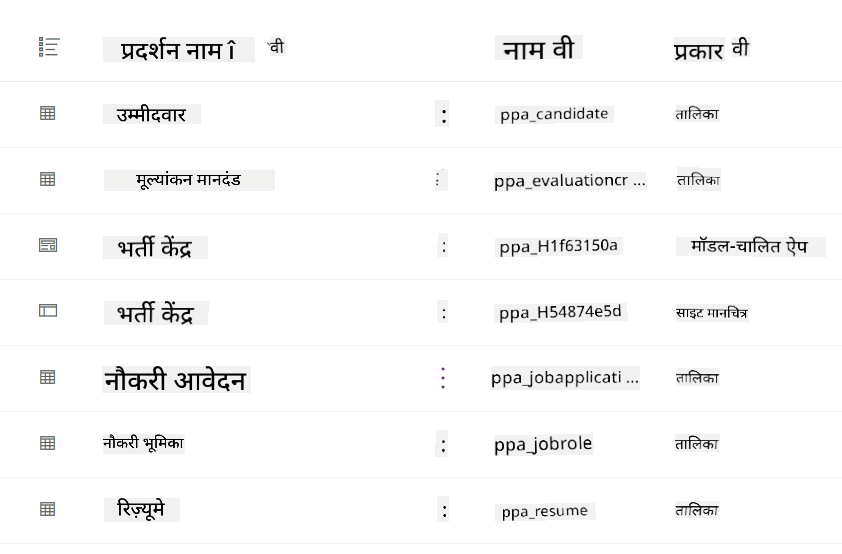 प्रदर्शन नाम î वी नाम वी प्रकार वी
उम्मीदवार : ppa_candidate तालिका
मूल्यांकन मानदंड : ppa_evaluationcr ... तालिका
भर्ती केंद्र : ppa_H1f63150a मॉडल-चालित ऐप
भर्ती केंद्र : ppa_H54874e5d साइट मानचित्र
नौकरी आवेदन ⋮ ppa_jobapplicati ... तालिका
नौकरी भूमिका : ppa_jobrole तालिका
रिज़्यूमे : ppa_resume तालिका